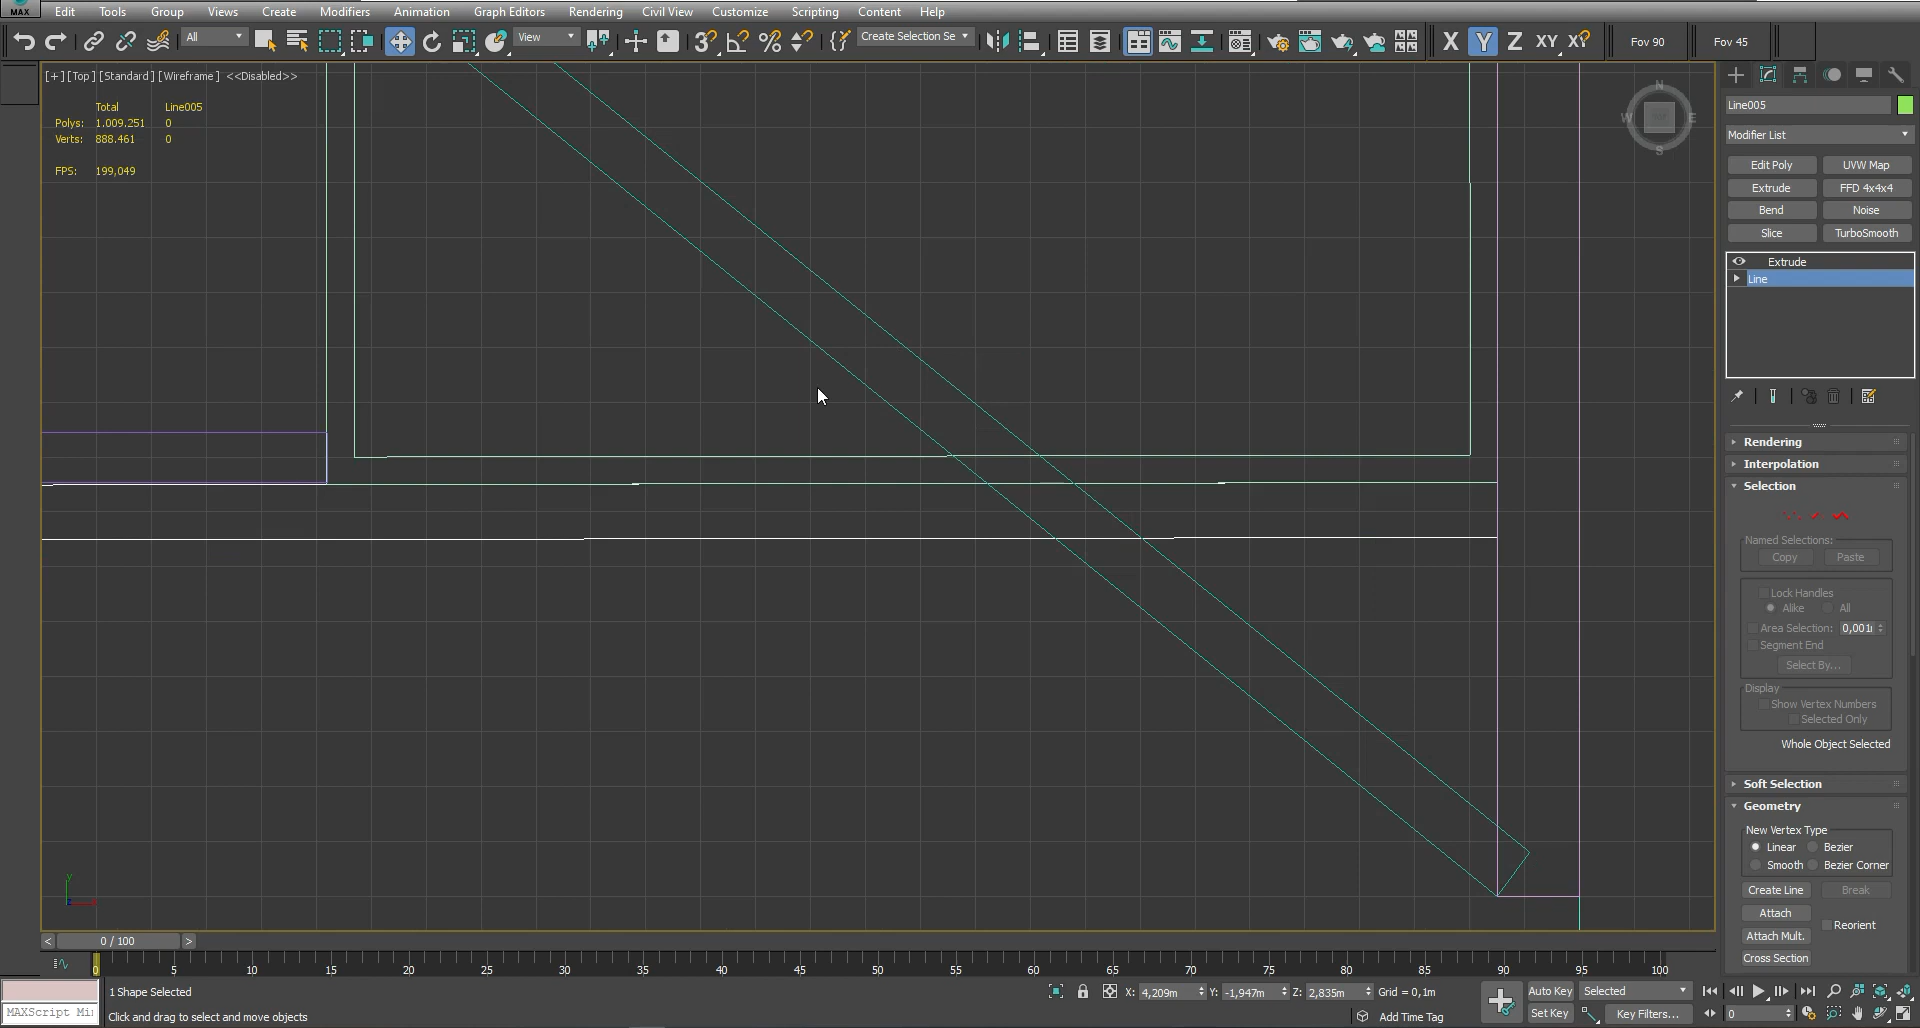 MAX
Edit Tools Group Views Create Modifiers Animation Graph Editors Rendering Civil View Customize Scripting Content Help
All View Create Selection Se X Y Z XY XY Fov 90 Fov 45
[+] [Top] [Standard] [Wireframe] <<Disabled>>
Total Line005
Polys: 1.009.251 0
Verts: 888.461 0
FPS: 199,049
N
W E
S
Line005
Modifier List
Edit Poly UVW Map
Extrude FFD 4x4x4
Bend Noise
Slice TurboSmooth
Extrude
Line
Rendering
Interpolation
Selection
Named Selections:
Copy Paste
Lock Handles
Alike All
Area Selection: 0,001
Segment End
Select By...
Display
Show Vertex Numbers
Selected Only
Whole Object Selected
Soft Selection
Geometry
New Vertex Type
Linear Bezier
Smooth Bezier Corner
Create Line Break
Attach
Reorient
Attach Mult.
Cross Section
Y
< 0 / 100 >
0 5 10 15 20 25 30 35 40 45 50 55 60 65 70 75 80 85 90 95 100
1 Shape Selected X: 4,209m Y: -1,947m Z: 2,835m Grid = 0,1m Auto Key Selected
MAXScript Mi Click and drag to select and move objects Add Time Tag Set Key Key Filters... 0